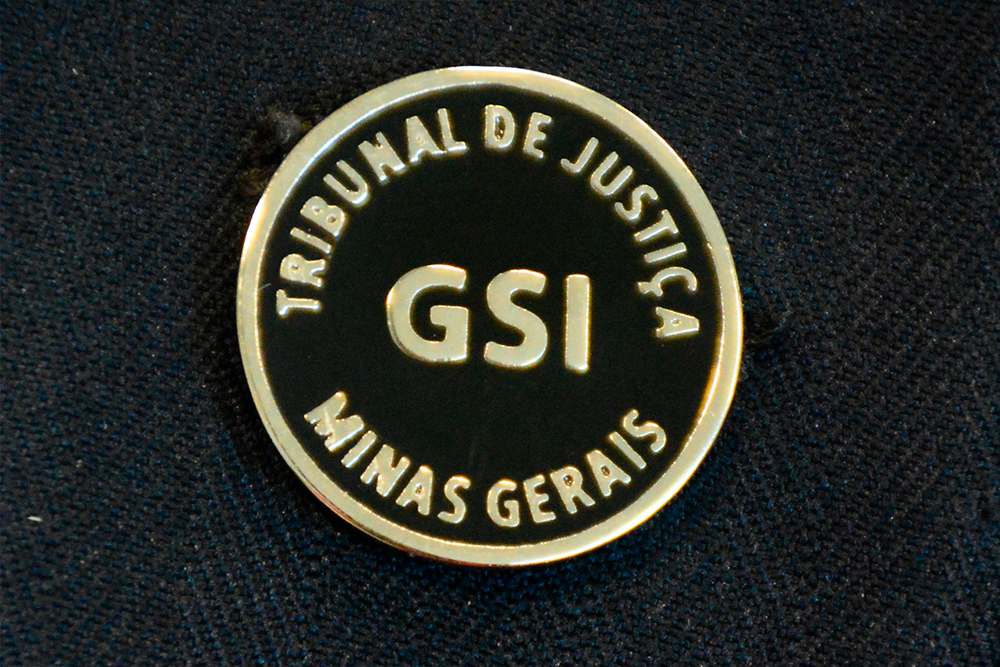 TRIBUNAL DE JUSTIÇA
GSI
MINAS GERAIS